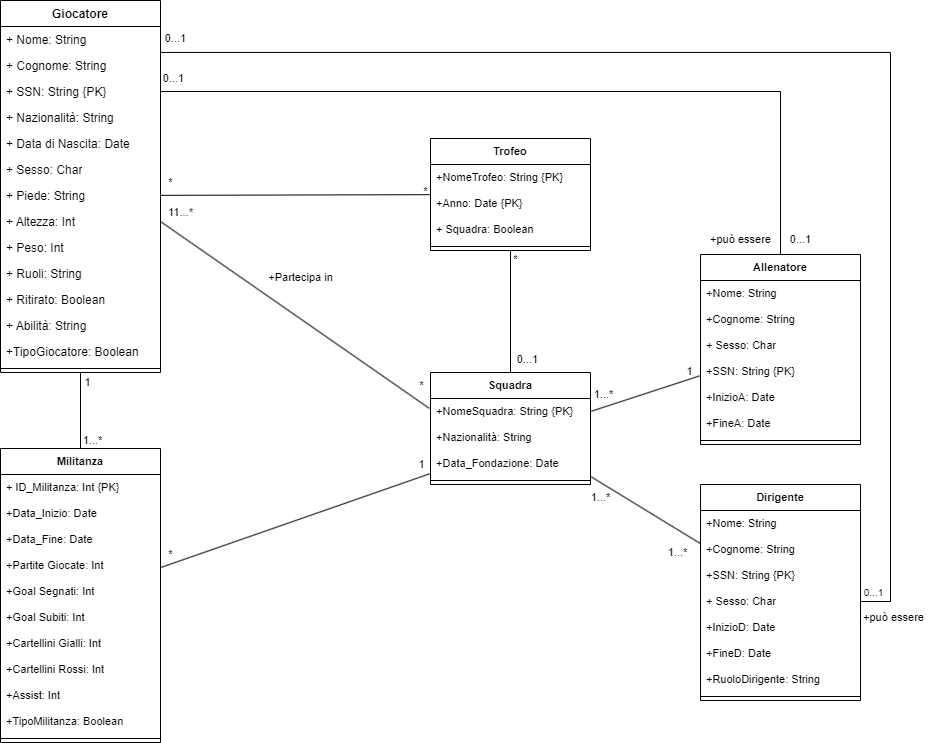 Giocatore
+ Nome: String
+ Cognome: String
+ SSN: String {PK}
+ Nazionalità: String
+ Data di Nascita: Date
+ Sesso: Char
+ Piede: String
+ Altezza: Int
+ Peso: Int
+ Ruoli: String
+ Ritirato: Boolean
+ Abilità: String
+TipoGiocatore: Boolean
0...1
0...1
*
*
11...*
+Partecipa in
*
1
1...*
Trofeo
+NomeTrofeo: String {PK}
+Anno: Date {PK}
+ Squadra: Boolean
*
0...1
+può essere
0...1
Allenatore
+Nome: String
+Cognome: String
+ Sesso: Char
+SSN: String {PK}
+InizioA: Date
+FineA: Date
Squadra
+NomeSquadra: String {PK}
+Nazionalità: String
+Data_Fondazione: Date
1...*
1
1
*
1...*
1...*
Militanza
+ ID_Militanza: Int {PK}
+Data_Inizio: Date
+Data_Fine: Date
+Partite Giocate: Int
+Goal Segnati: Int
+Goal Subiti: Int
+Cartellini Gialli: Int
+Cartellini Rossi: Int
+Assist: Int
+TipoMilitanza: Boolean
Dirigente
+Nome: String
+Cognome: String
+SSN: String {PK}
+ Sesso: Char
+InizioD: Date
+FineD: Date
+RuoloDirigente: String
0...1
+può essere